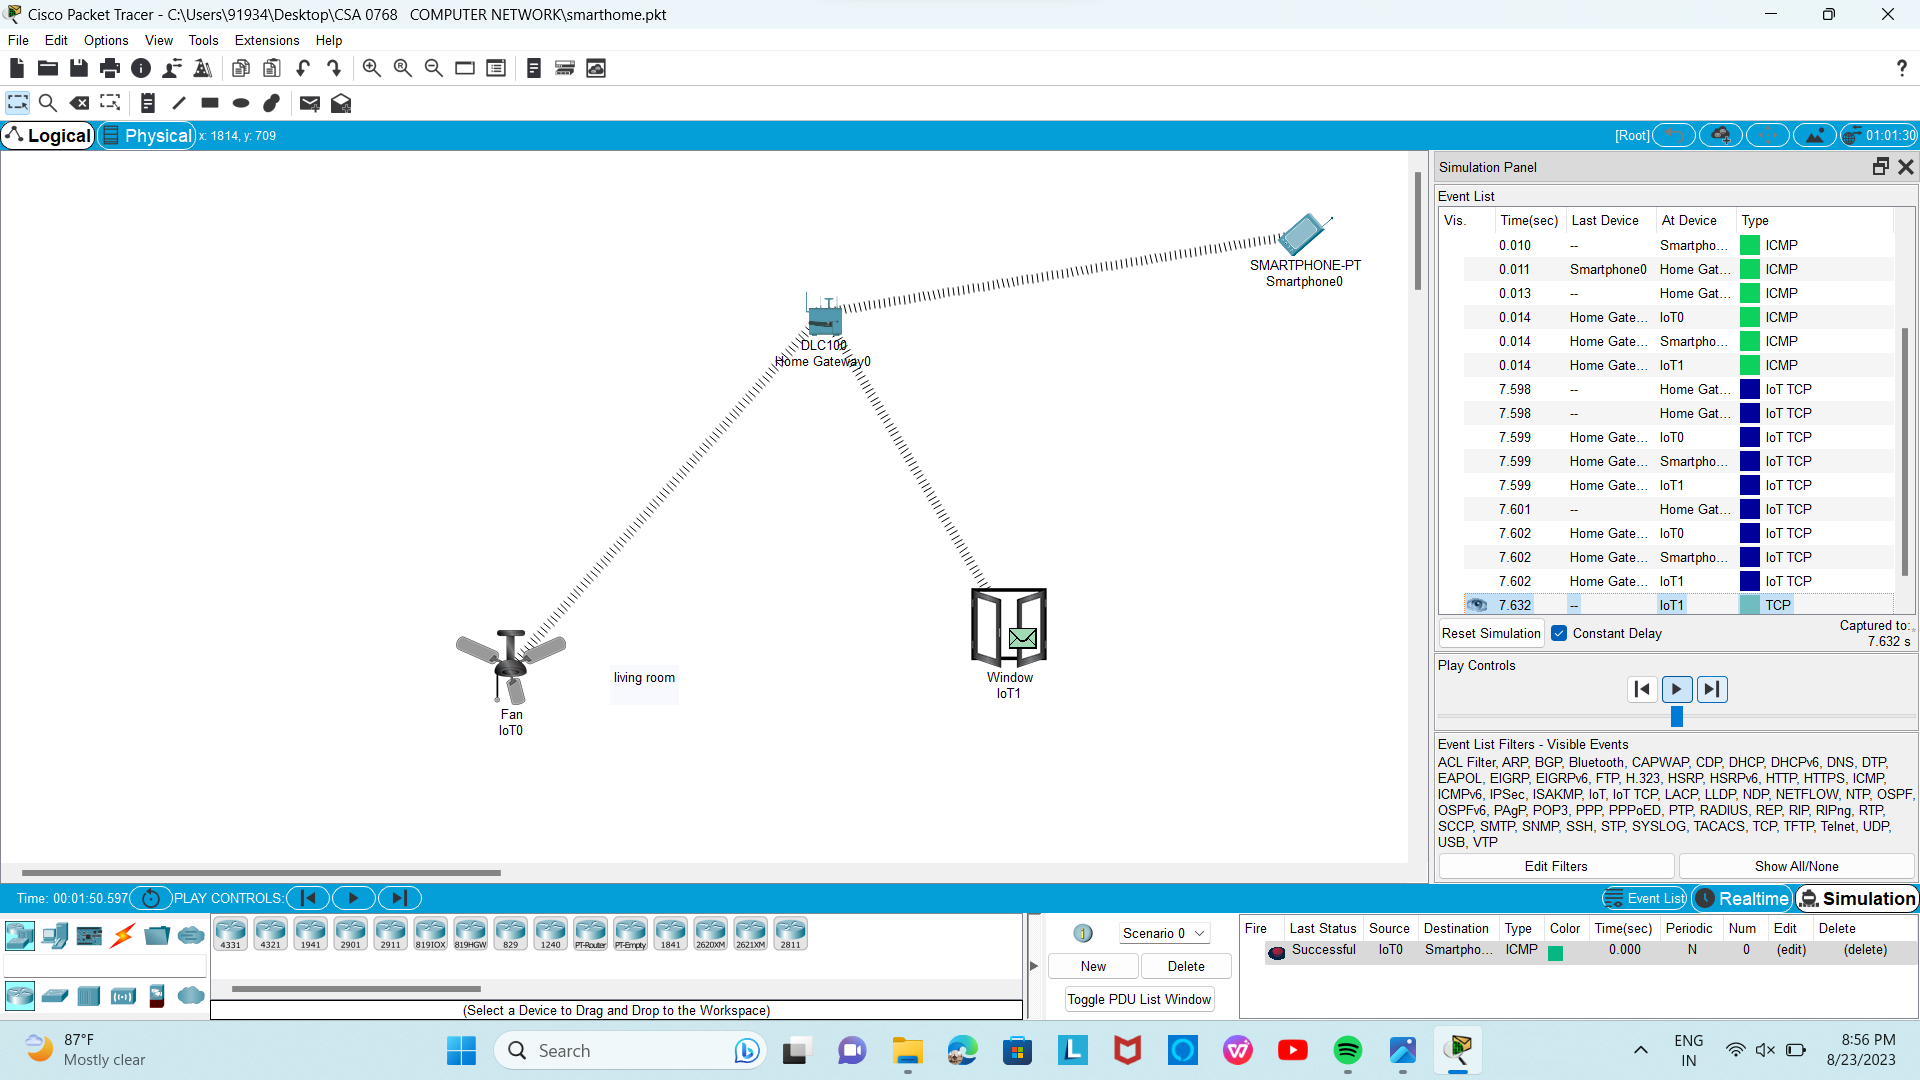 Cisco Packet Tracer - C:\Users\91934\Desktop\CSA 0768   COMPUTER NETWORK\smarthome.pkt
File Edit Options View Tools Extensions Help
?
Logical Physical x: 1814, y: 709 [Root] 01:01:30
SMARTPHONE-PT
Smartphone0
DLC100
Home Gateway0
Fan
IoT0
living room
Window
IoT1
Simulation Panel
Event List
Vis. Time(sec) Last Device At Device Type
0.010 -- Smartpho... ICMP
0.011 Smartphone0 Home Gat... ICMP
0.013 -- Home Gat... ICMP
0.014 Home Gate... IoT0 ICMP
0.014 Home Gate... Smartpho... ICMP
0.014 Home Gate... IoT1 ICMP
7.598 -- Home Gat... IoT TCP
7.598 -- Home Gat... IoT TCP
7.599 Home Gate... IoT0 IoT TCP
7.599 Home Gate... Smartpho... IoT TCP
7.599 Home Gate... IoT1 IoT TCP
7.601 -- Home Gat... IoT TCP
7.602 Home Gate... IoT0 IoT TCP
7.602 Home Gate... Smartpho... IoT TCP
7.602 Home Gate... IoT1 IoT TCP
7.632 -- IoT1 TCP
Reset Simulation Constant Delay Captured to:
7.632 s
Play Controls
Event List Filters - Visible Events
ACL Filter, ARP, BGP, Bluetooth, CAPWAP, CDP, DHCP, DHCPv6, DNS, DTP,
EAPOL, EIGRP, EIGRPv6, FTP, H.323, HSRP, HSRPv6, HTTP, HTTPS, ICMP,
ICMPv6, IPSec, ISAKMP, IoT, IoT TCP, LACP, LLDP, NDP, NETFLOW, NTP, OSPF,
OSPFv6, PAgP, POP3, PPP, PPPoED, PTP, RADIUS, REP, RIP, RIPng, RTP,
SCCP, SMTP, SNMP, SSH, STP, SYSLOG, TACACS, TCP, TFTP, Telnet, UDP,
USB, VTP
Edit Filters Show All/None
Time: 00:01:50.597 PLAY CONTROLS: Event List Realtime Simulation
4331 4321 1941 2901 2911 819IOX 819HGW 829 1240 PT-Router PT-Empty 1841 2620XM 2621XM 2811
(Select a Device to Drag and Drop to the Workspace)
1 Scenario 0
New Delete
Toggle PDU List Window
Fire Last Status Source Destination Type Color Time(sec) Periodic Num Edit Delete
Successful IoT0 Smartpho... ICMP 0.000 N 0 (edit) (delete)
87°F
Mostly clear
Search
ENG
IN
8:56 PM
8/23/2023